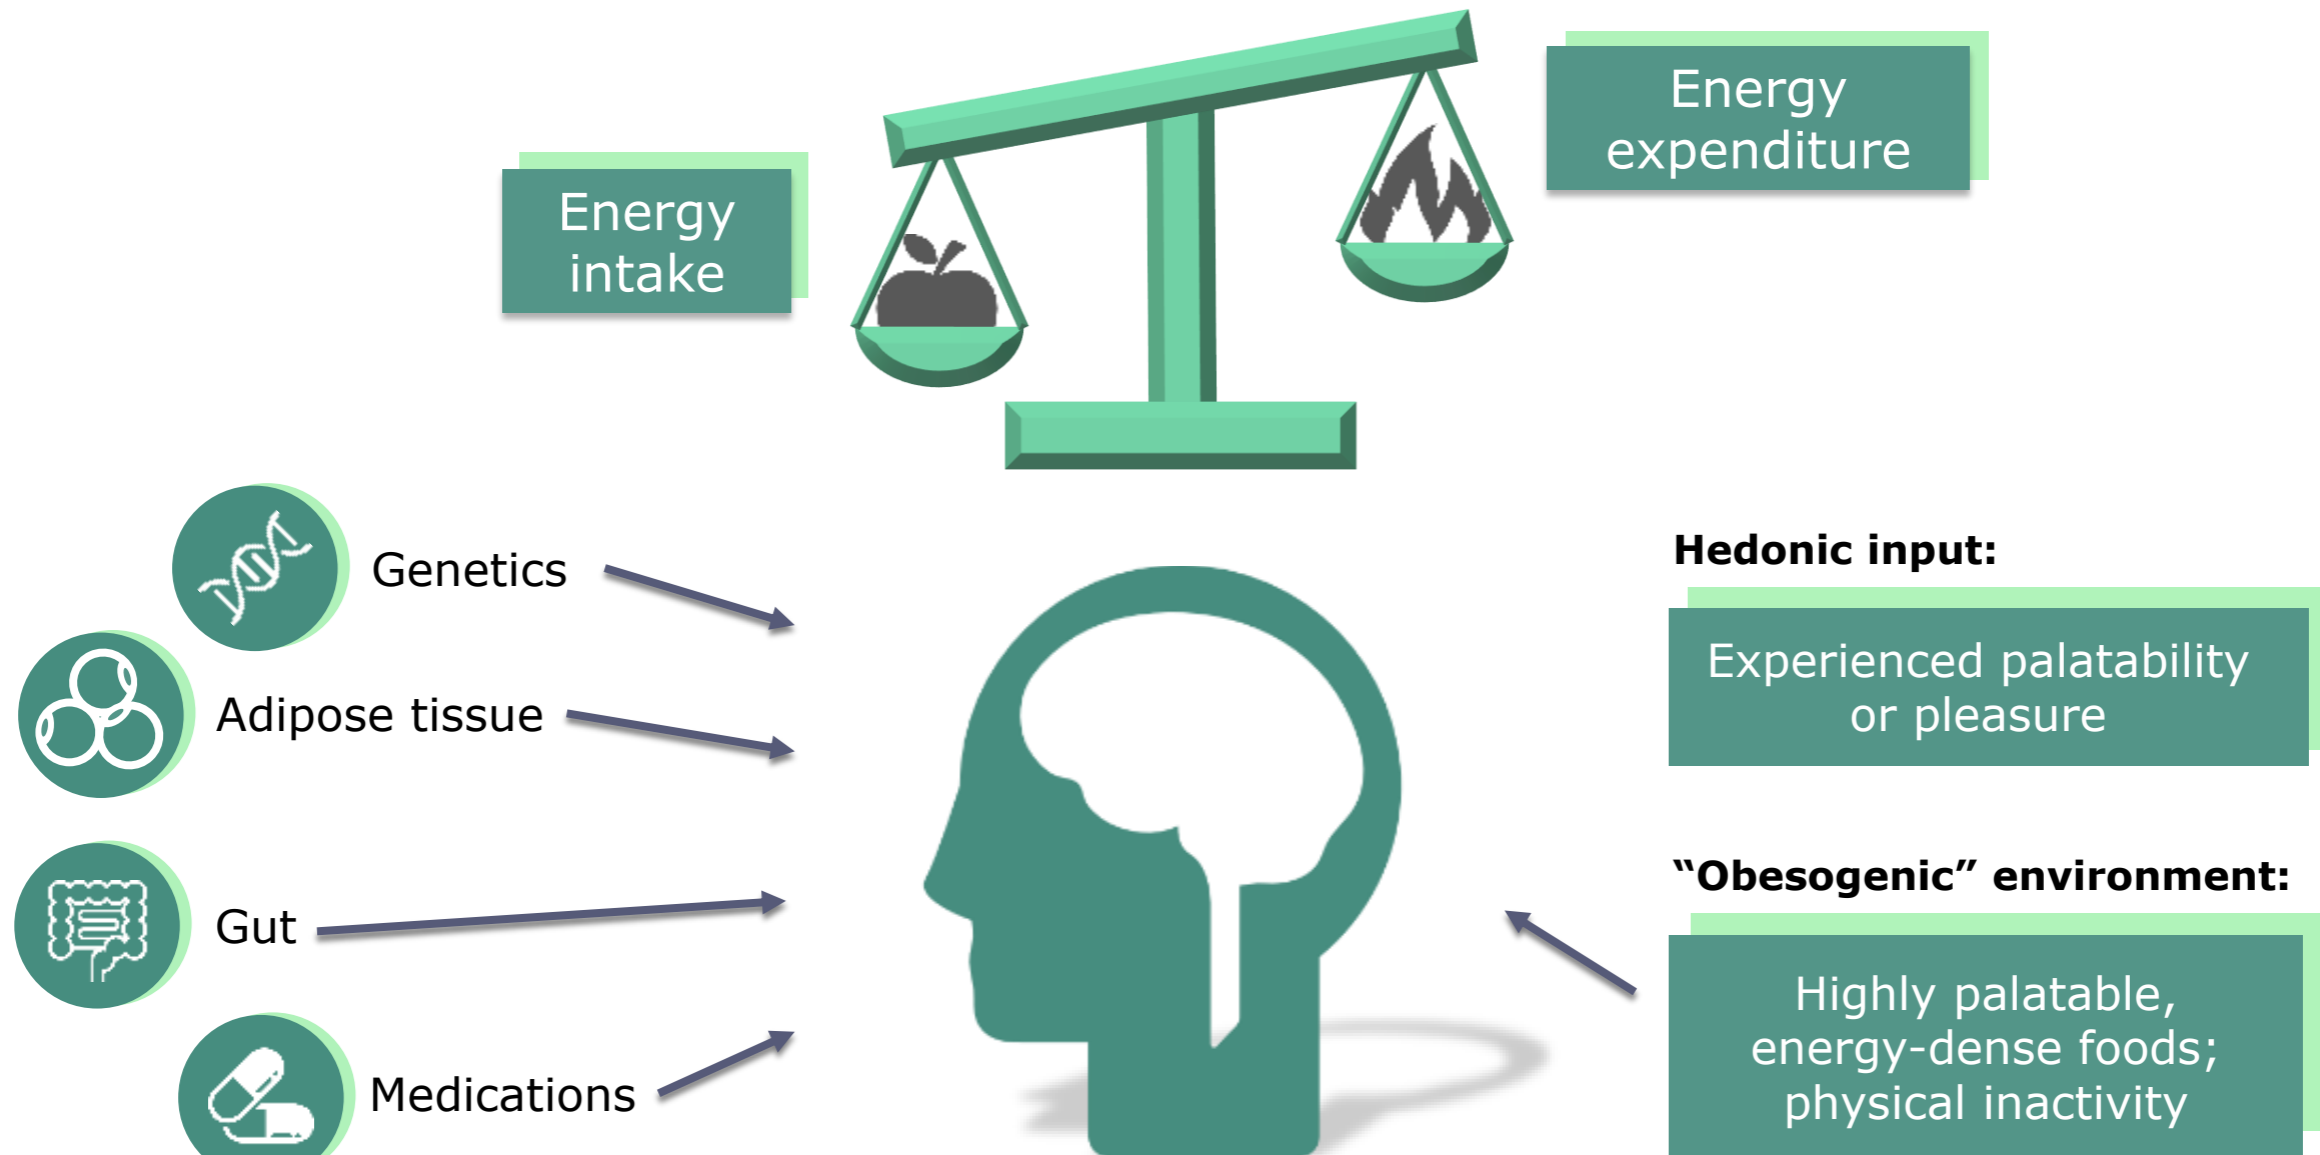 Energy
expenditure
Energy
intake
Genetics
Adipose tissue
Gut
Medications
Hedonic input:
Experienced palatability
or pleasure
“Obesogenic” environment:
Highly palatable,
energy-dense foods;
physical inactivity